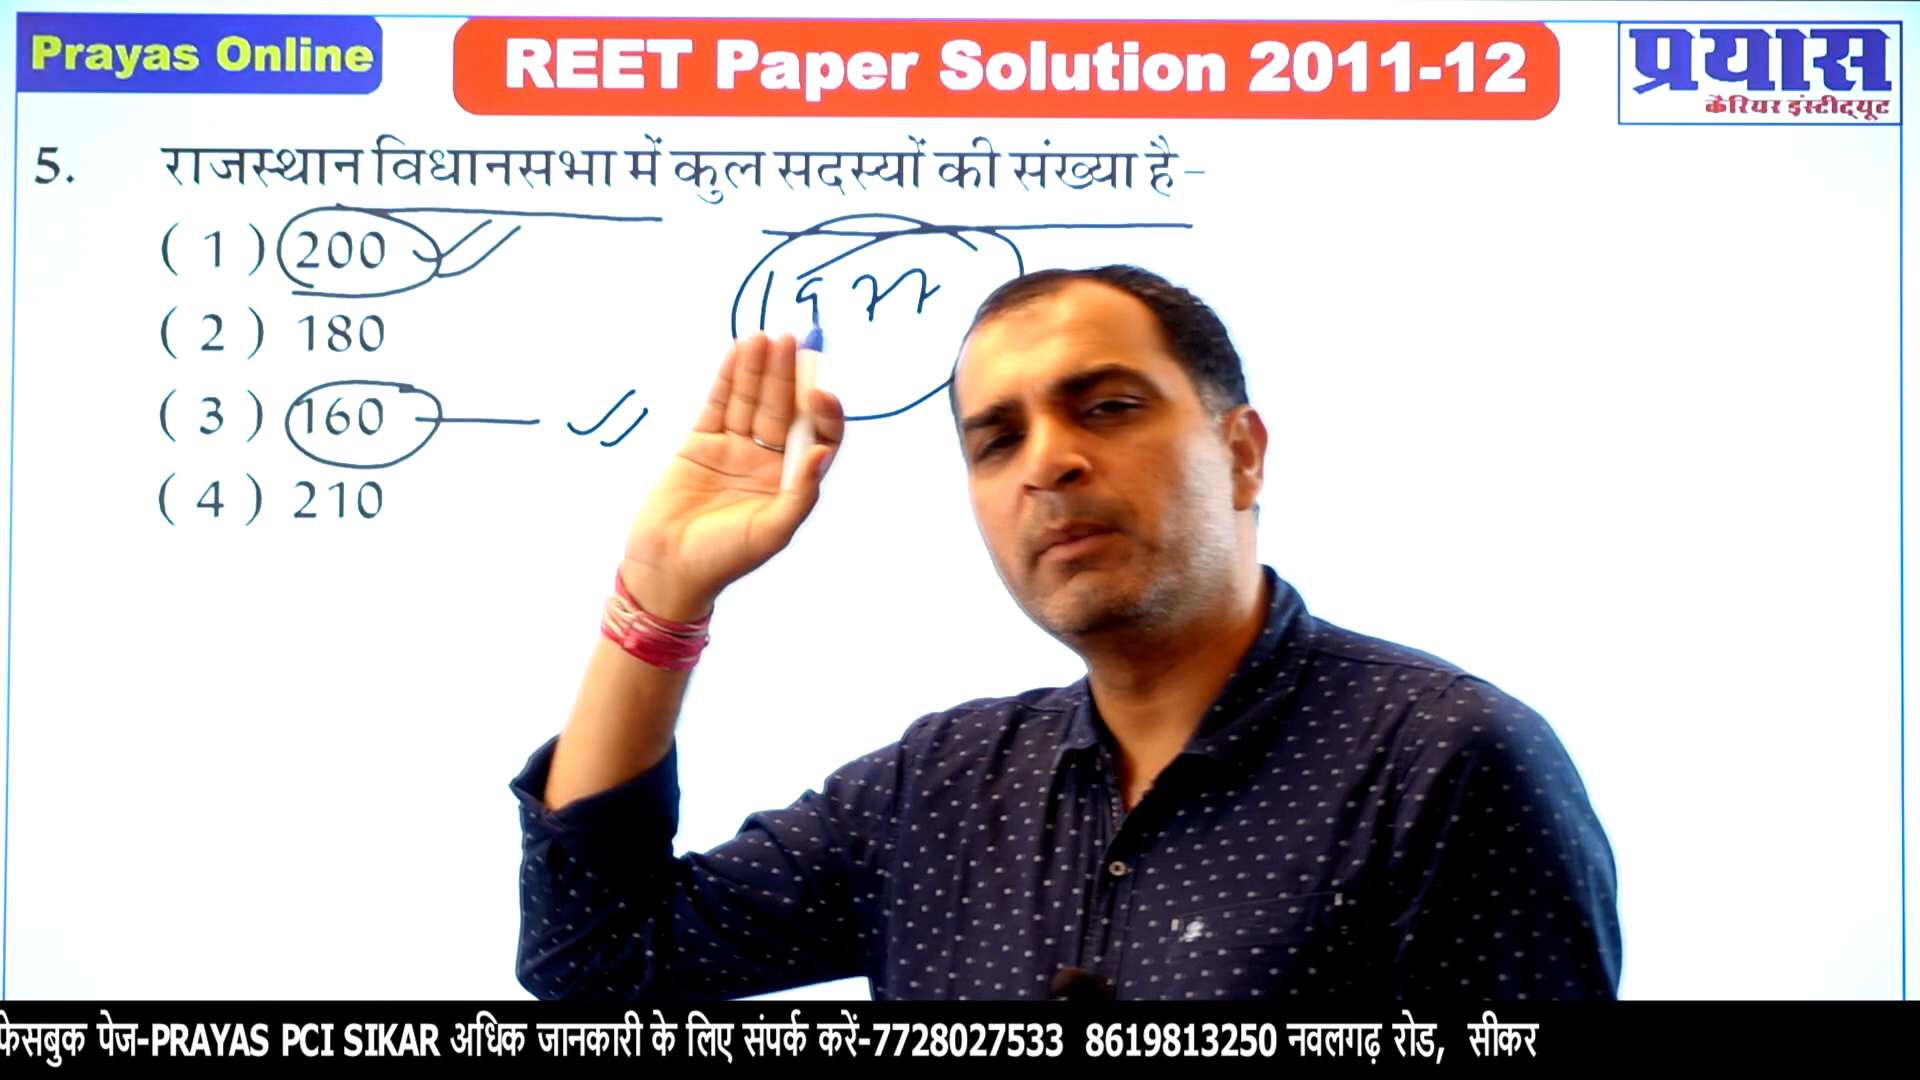 Prayas Online
REET Paper Solution 2011-12
प्रयास
कैरियर इंस्टीट्यूट
5. राजस्थान विधानसभा में कुल सदस्यों की संख्या है-
( 1 ) 200
1977
( 2 ) 180
( 3 ) 160
( 4 ) 210
फेसबुक पेज-PRAYAS PCI SIKAR अधिक जानकारी के लिए संपर्क करें-7728027533 8619813250 नवलगढ़ रोड, सीकर